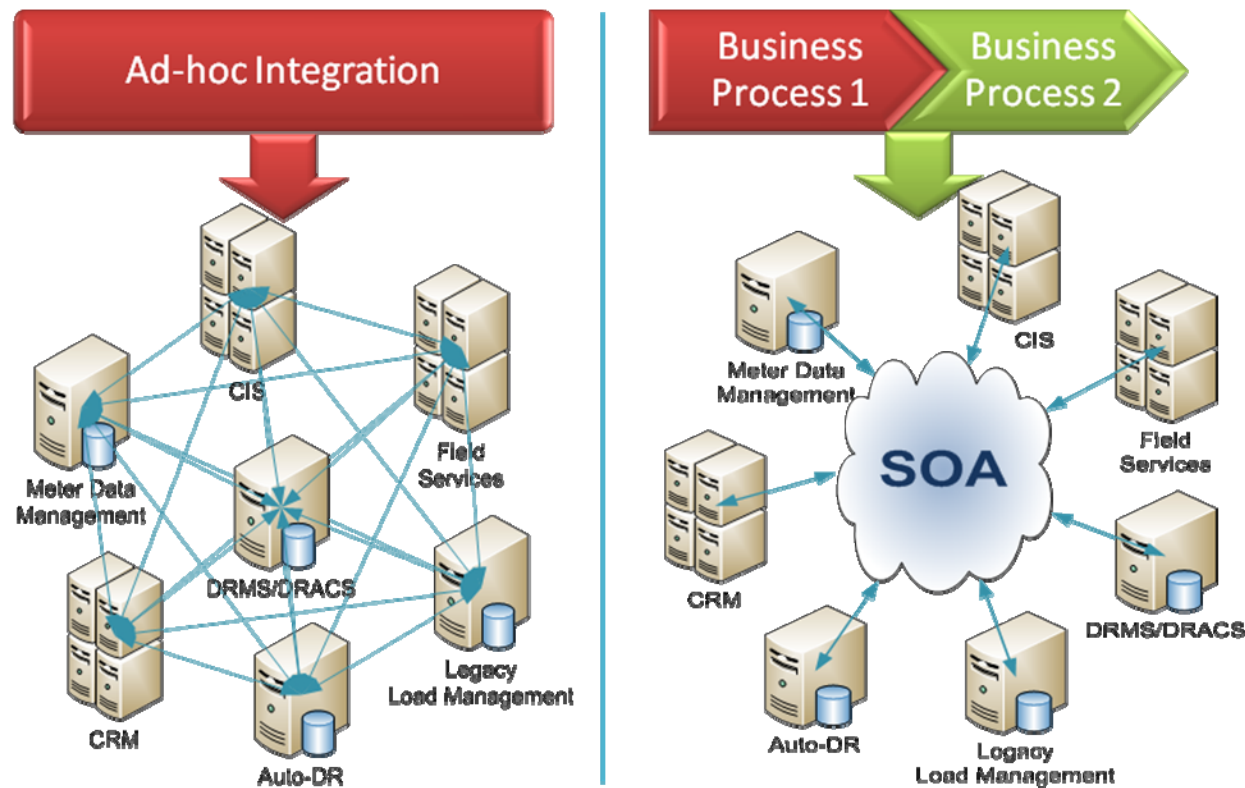 Ad-hoc Integration
CIS
Field
Services
Meter Data
Management
DRMS/DRACS
Legacy
Load Management
CRM
Auto-DR
Business
Process 1
Business
Process 2
CIS
Meter Data
Management
Field
Services
SOA
CRM
DRMS/DRACS
Auto-DR
Logacy
Load Management